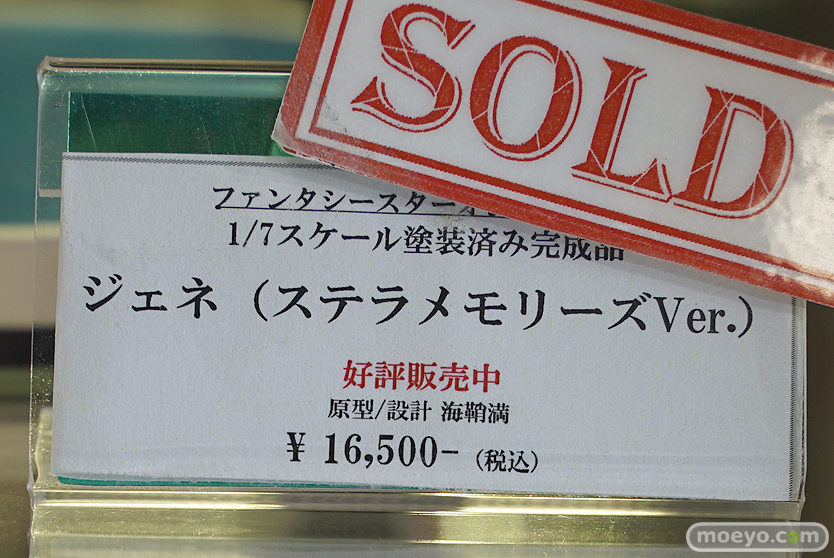 SOLD
ファンタシースターオ
1/7スケール塗装済み完成品
ジェネ（ステラメモリーズVer.）
好評販売中
原型/設計 海鞘満
¥ 16,500-（税込）
moeyo.com